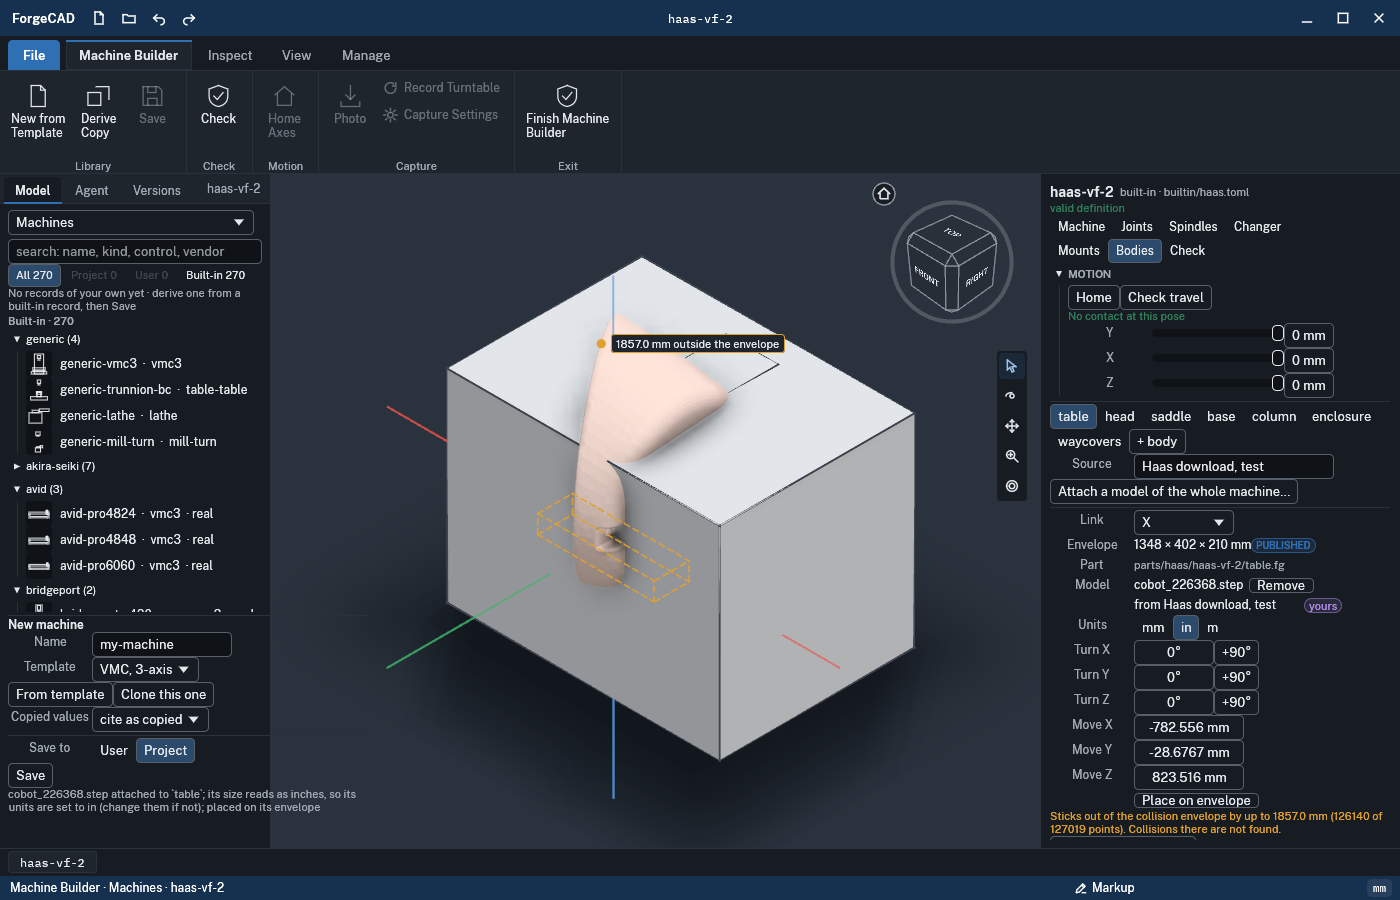 ForgeCAD
haas-vf-2
File
Machine Builder
Inspect
View
Manage
New from Template
Derive Copy
Save
Check
Home Axes
Photo
Record Turntable
Capture Settings
Finish Machine Builder
Library
Check
Motion
Capture
Exit
Model
Agent
Versions
haas-vf-2
Machines
search: name, kind, control, vendor
All 270
Project 0
User 0
Built-in 270
No records of your own yet · derive one from a
built-in record, then Save
Built-in · 270
generic (4)
generic-vmc3 · vmc3
generic-trunnion-bc · table-table
generic-lathe · lathe
generic-mill-turn · mill-turn
akira-seiki (7)
avid (3)
avid-pro4824 · vmc3 · real
avid-pro4848 · vmc3 · real
avid-pro6060 · vmc3 · real
bridgeport (2)
New machine
Name
my-machine
Template
VMC, 3-axis
From template
Clone this one
Copied values
cite as copied
Save to
User
Project
Save
cobot_226368.step attached to `table`; its size reads as inches, so its
units are set to in (change them if not); placed on its envelope
1857.0 mm outside the envelope
TOP
FRONT
RIGHT
haas-vf-2 built-in · builtin/haas.toml
valid definition
Machine
Joints
Spindles
Changer
Mounts
Bodies
Check
MOTION
Home
Check travel
No contact at this pose
Y
0 mm
X
0 mm
Z
0 mm
table
head
saddle
base
column
enclosure
waycovers
+ body
Source
Haas download, test
Attach a model of the whole machine...
Link
X
Envelope
1348 × 402 × 210 mm
PUBLISHED
Part
parts/haas/haas-vf-2/table.fg
Model
cobot_226368.step
Remove
from Haas download, test
yours
Units
mm
in
m
Turn X
0°
+90°
Turn Y
0°
+90°
Turn Z
0°
+90°
Move X
-782.556 mm
Move Y
-28.6767 mm
Move Z
823.516 mm
Place on envelope
Sticks out of the collision envelope by up to 1857.0 mm (126140 of
127019 points). Collisions there are not found.
haas-vf-2
Machine Builder · Machines · haas-vf-2
Markup
mm